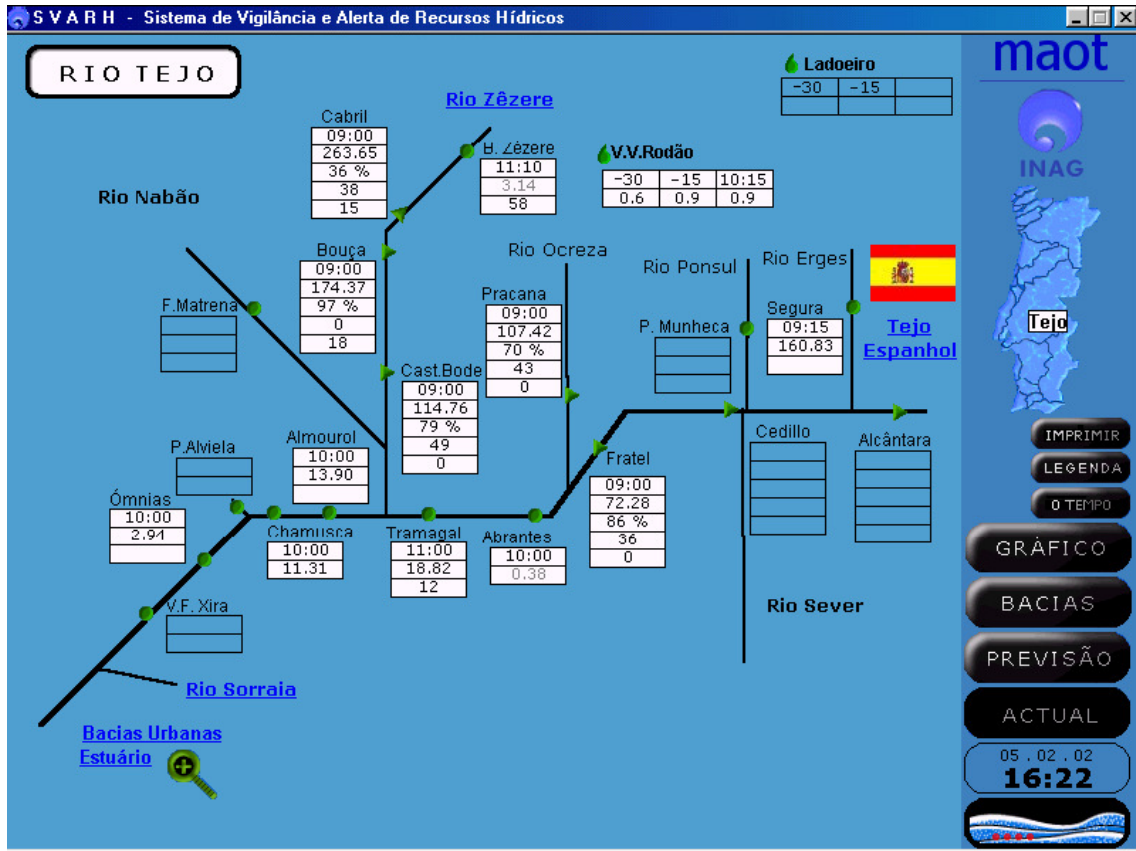 S V A R H - Sistema de Vigilância e Alerta de Recursos Hídricos
RIO TEJO
Ladoeiro
-30 -15
Rio Zêzere
Cabril
09:00
263.65
36 %
38
15
B. Zêzere
11:10
3.14
58
V.V.Rodão
-30 -15 10:15
0.6 0.9 0.9
Rio Nabão
Bouça
09:00
174.37
97 %
0
18
Rio Ocreza
Rio Ponsul
Rio Erges
F.Matrena
Pracana
09:00
107.42
70 %
43
0
P. Munheca
Segura
09:15
160.83
Tejo
Espanhol
Cast.Bode
09:00
114.76
79 %
49
0
P.Alviela
Almourol
10:00
13.90
Cedillo
Alcântara
Fratel
09:00
72.28
86 %
36
0
Ómnias
10:00
2.94
Chamusca
10:00
11.31
Tramagal
11:00
18.82
12
Abrantes
10:00
0.38
V.F. Xira
Rio Sever
Rio Sorraia
Bacias Urbanas
Estuário
maot
INAG
Tejo
IMPRIMIR
LEGENDA
O TEMPO
GRÁFICO
BACIAS
PREVISÃO
ACTUAL
05 . 02 . 02
16:22